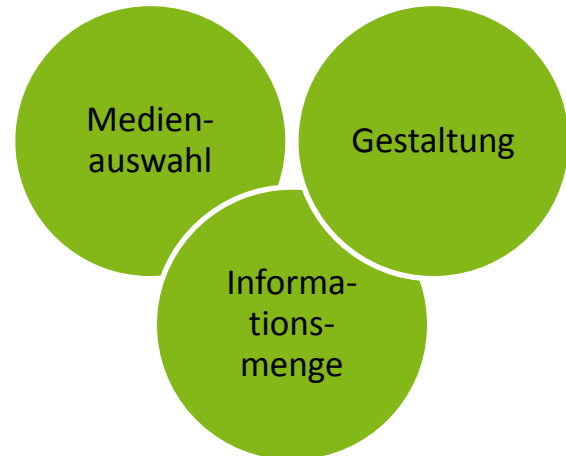 Medien-
auswahl
Gestaltung
Informa-
tions-
menge